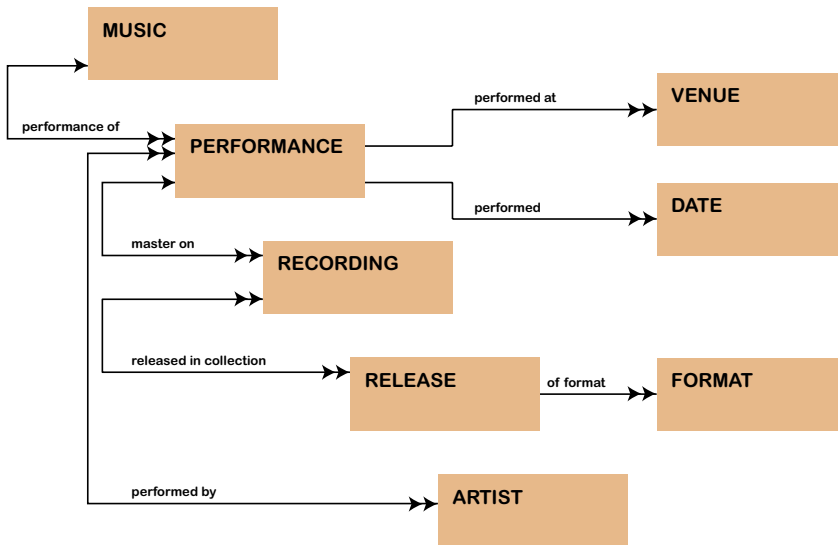 MUSIC
performed at
VENUE
performance of
PERFORMANCE
performed
DATE
master on
RECORDING
released in collection
RELEASE
of format
FORMAT
performed by
ARTIST